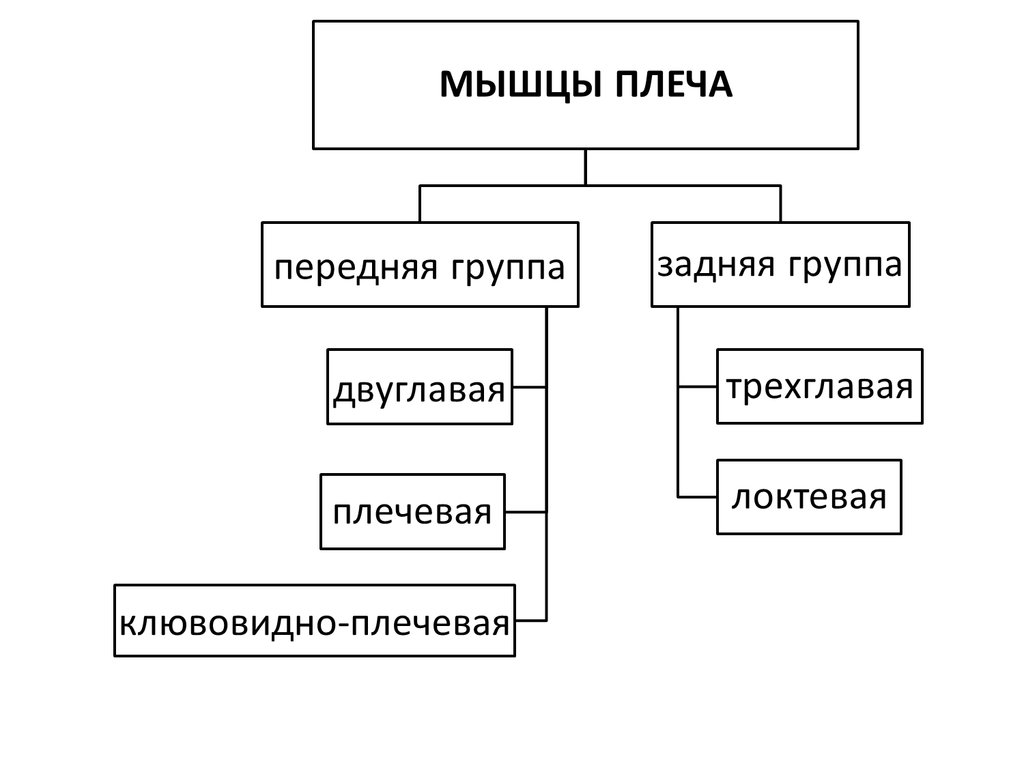 МЫШЦЫ ПЛЕЧА
передняя группа
задняя группа
двуглавая
трехглавая
плечевая
локтевая
клювовидно-плечевая